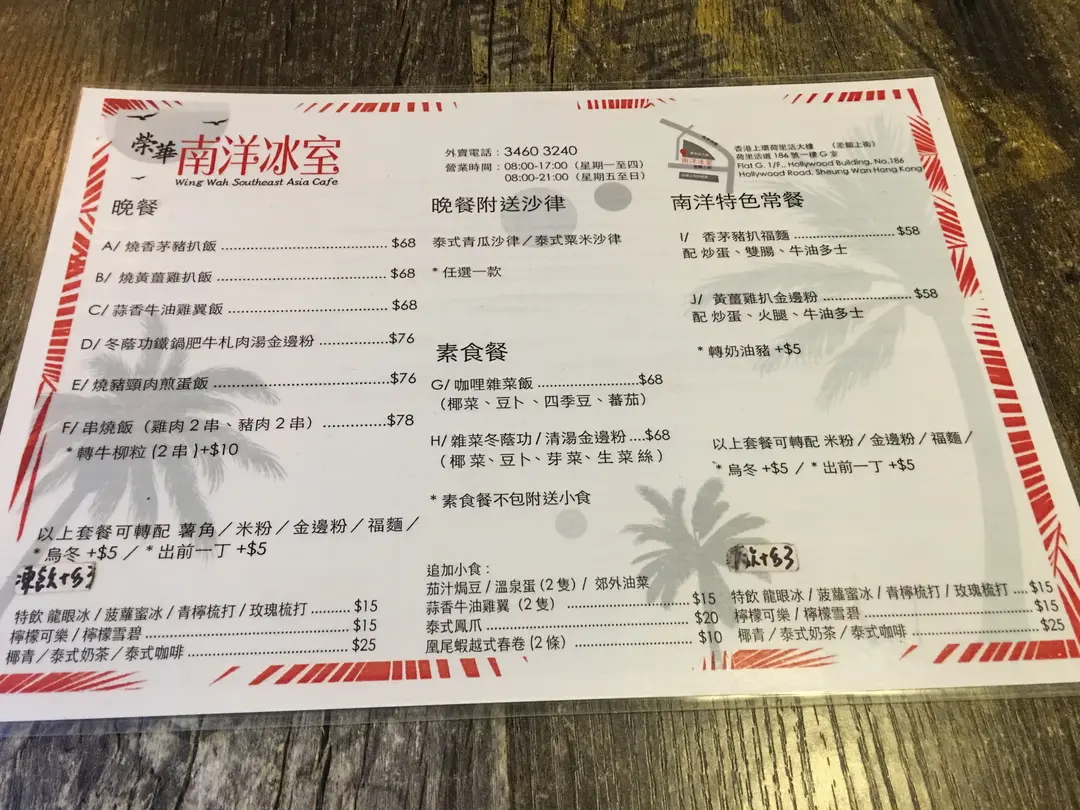 榮華 南洋冰室
Wing Wah Southeast Asia Cafe
外賣電話：3460 3240
營業時間：08:00-17:00（星期一至四）
08:00-21:00（星期五至日）
南洋冰室
香港上環荷里活大樓 （差館上街）
荷里活道 186 號一樓 G 室
Flat G. 1/F., Hollywood Building, No.186
Hollywood Road, Sheung Wan Hong Kong
晚餐
A/ 燒香茅豬扒飯 $68
B/ 燒黃薑雞扒飯 $68
C/ 蒜香牛油雞翼飯 $68
D/ 冬蔭功鐵鍋肥牛札肉湯金邊粉 $76
E/ 燒豬頸肉煎蛋飯 $76
F/ 串燒飯（雞肉 2 串、豬肉 2 串） $78
* 轉牛柳粒 (2 串 )+$10
以上套餐可轉配 薯角／米粉／金邊粉／福麵／
* 烏冬 +$5 ／ * 出前一丁 +$5
凍飲+$3
特飲 龍眼冰 / 菠蘿蜜冰 / 青檸梳打 / 玫瑰梳打 $15
檸檬可樂 / 檸檬雪碧 $15
椰青 / 泰式奶茶 / 泰式咖啡 $25
晚餐附送沙律
泰式青瓜沙律／泰式粟米沙律
* 任選一款
素食餐
G/ 咖哩雜菜飯 $68
（椰菜、豆卜、四季豆、蕃茄）
H/ 雜菜冬蔭功 / 清湯金邊粉 $68
（椰菜、豆卜、芽菜、生菜絲）
* 素食餐不包附送小食
追加小食：
茄汁焗豆 / 溫泉蛋 (2 隻) / 郊外油菜
蒜香牛油雞翼（2 隻） $15
泰式鳳爪 $20
凰尾蝦越式春卷 (2 條) $10
南洋特色常餐
I/ 香茅豬扒福麵 $58
配 炒蛋、雙腸、牛油多士
J/ 黃薑雞扒金邊粉 $58
配 炒蛋、火腿、牛油多士
* 轉奶油豬 +$5
以上套餐可轉配 米粉／金邊粉／福麵／
* 烏冬 +$5 ／ * 出前一丁 +$5
飲+$3
特飲 龍眼冰 / 菠蘿蜜冰 / 青檸梳打 / 玫瑰梳打 $15
檸檬可樂 / 檸檬雪碧 $15
椰青 / 泰式奶茶 / 泰式咖啡 $25